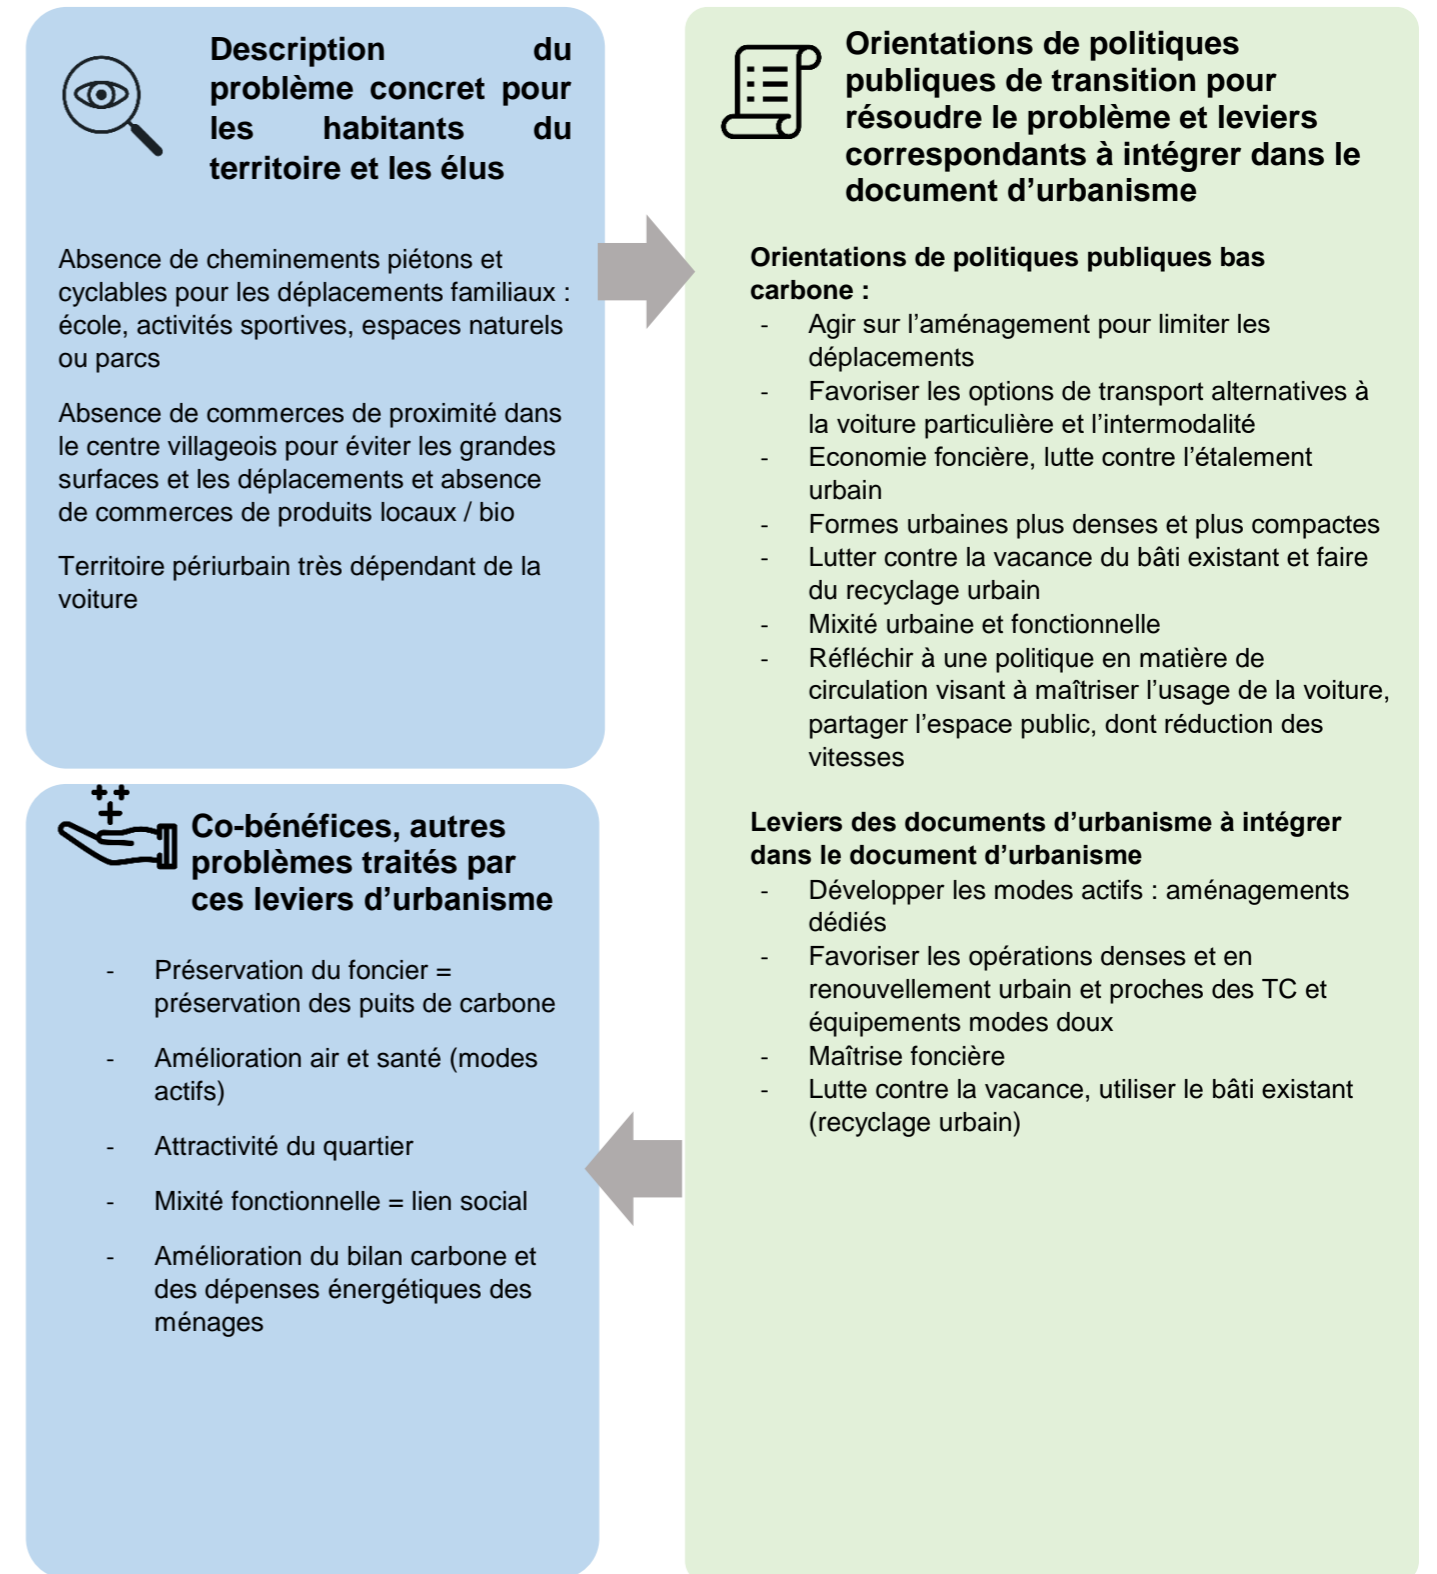 Description du
problème concret pour
les habitants du
territoire et les élus
Absence de cheminements piétons et
cyclables pour les déplacements familiaux :
école, activités sportives, espaces naturels
ou parcs
Absence de commerces de proximité dans
le centre villageois pour éviter les grandes
surfaces et les déplacements et absence
de commerces de produits locaux / bio
Territoire périurbain très dépendant de la
voiture
Orientations de politiques
publiques de transition pour
résoudre le problème et leviers
correspondants à intégrer dans le
document d’urbanisme
Orientations de politiques publiques bas
carbone :
- Agir sur l’aménagement pour limiter les
déplacements
- Favoriser les options de transport alternatives à
la voiture particulière et l’intermodalité
- Economie foncière, lutte contre l’étalement
urbain
- Formes urbaines plus denses et plus compactes
- Lutter contre la vacance du bâti existant et faire
du recyclage urbain
- Mixité urbaine et fonctionnelle
- Réfléchir à une politique en matière de
circulation visant à maîtriser l’usage de la voiture,
partager l’espace public, dont réduction des
vitesses
Leviers des documents d’urbanisme à intégrer
dans le document d’urbanisme
- Développer les modes actifs : aménagements
dédiés
- Favoriser les opérations denses et en
renouvellement urbain et proches des TC et
équipements modes doux
- Maîtrise foncière
- Lutte contre la vacance, utiliser le bâti existant
(recyclage urbain)
Co-bénéfices, autres
problèmes traités par
ces leviers d’urbanisme
- Préservation du foncier =
préservation des puits de carbone
- Amélioration air et santé (modes
actifs)
- Attractivité du quartier
- Mixité fonctionnelle = lien social
- Amélioration du bilan carbone et
des dépenses énergétiques des
ménages